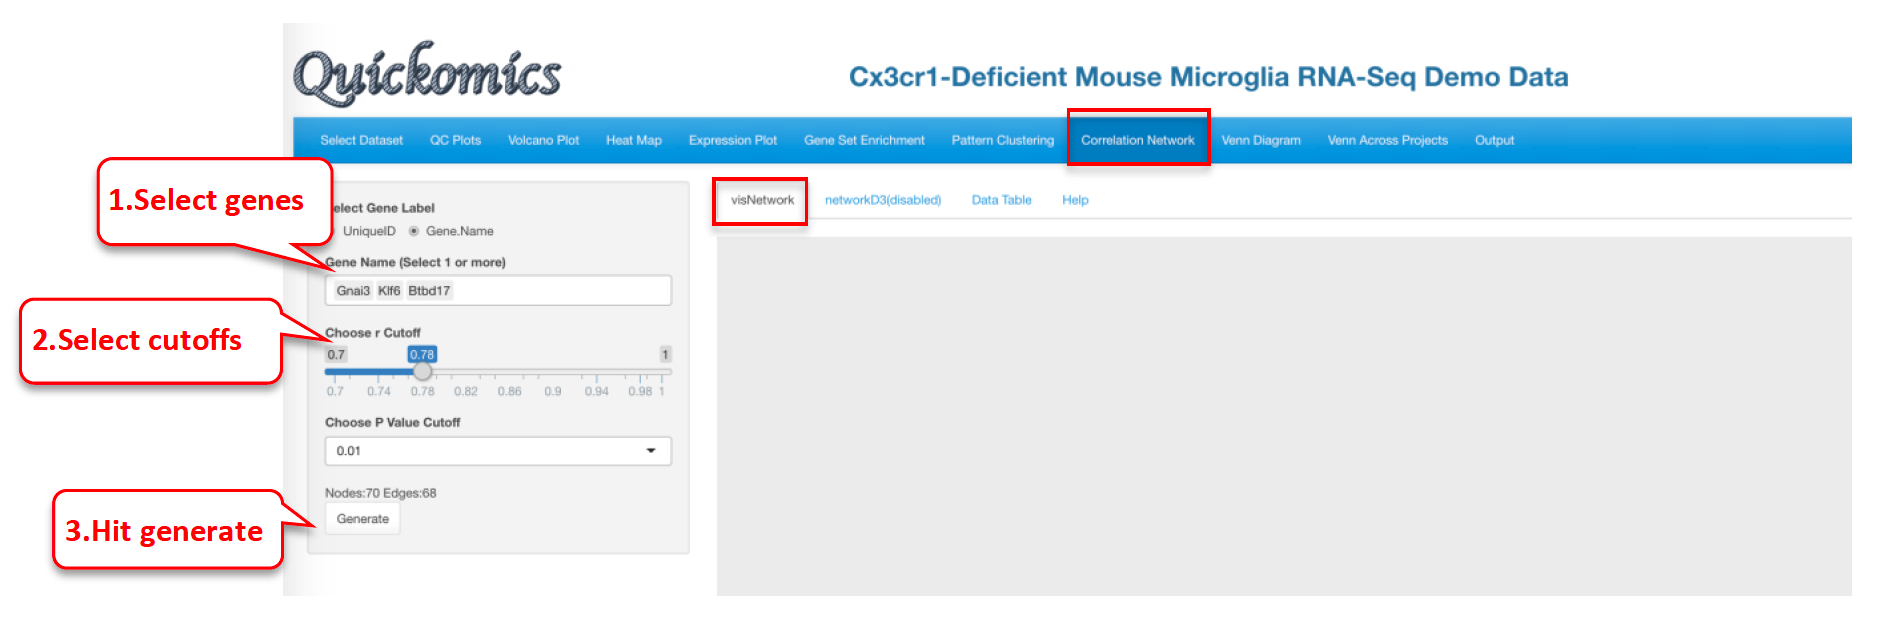 Quickomics
Cx3cr1-Deficient Mouse Microglia RNA-Seq Demo Data
Select Dataset QC Plots Volcano Plot Heat Map Expression Plot Gene Set Enrichment Pattern Clustering Correlation Network Venn Diagram Venn Across Projects Output
1.Select genes
elect Gene Label
UniqueID Gene.Name
Gene Name (Select 1 or more)
Gnai3 Klf6 Btbd17
2.Select cutoffs
Choose r Cutoff
0.7 0.78 1
0.7 0.74 0.78 0.82 0.86 0.9 0.94 0.98 1
Choose P Value Cutoff
0.01
Nodes:70 Edges:68
3.Hit generate
Generate
visNetwork networkD3(disabled) Data Table Help